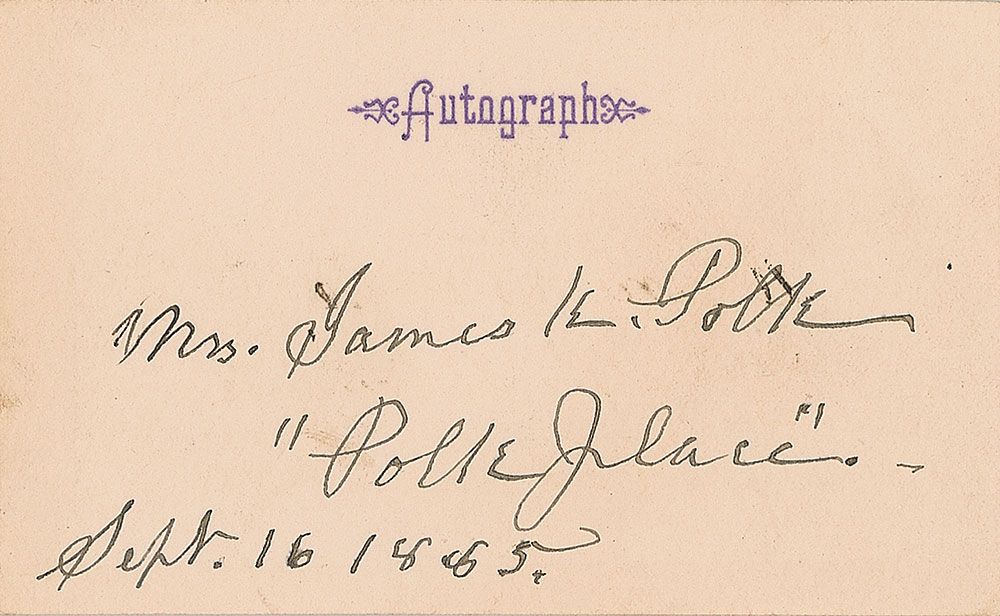 Autograph
Mrs. James K. Polk
"Polk Place". -
Sept. 16 1885.